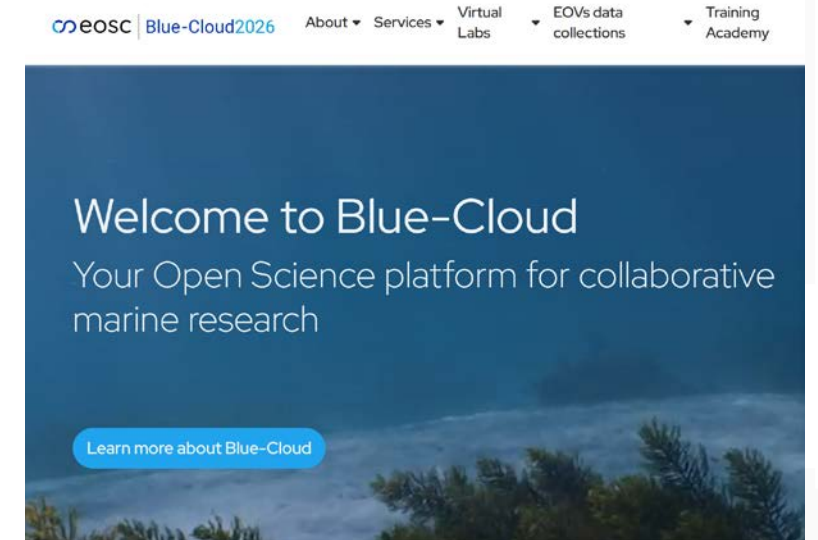 eosc Blue-Cloud2026
About Services Virtual Labs EOVs data collections Training Academy
Welcome to Blue-Cloud
Your Open Science platform for collaborative
marine research
Learn more about Blue-Cloud